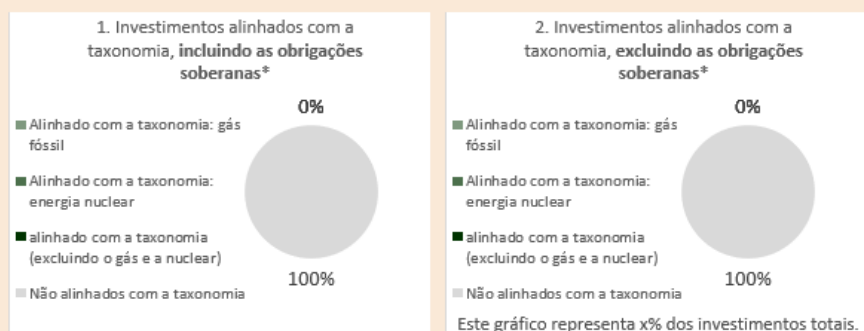 1. Investimentos alinhados com a
taxonomia, incluindo as obrigações
soberanas*
0%
Alinhado com a taxonomia: gás
fóssil
Alinhado com a taxonomia:
energia nuclear
alinhado com a taxonomia
(excluindo o gás e a nuclear)
Não alinhados com a taxonomia
100%
2. Investimentos alinhados com a
taxonomia, excluindo as obrigações
soberanas*
0%
Alinhado com a taxonomia: gás
fóssil
Alinhado com a taxonomia:
energia nuclear
alinhado com a taxonomia
(excluindo o gás e a nuclear)
Não alinhados com a taxonomia
100%
Este gráfico representa x% dos investimentos totais.